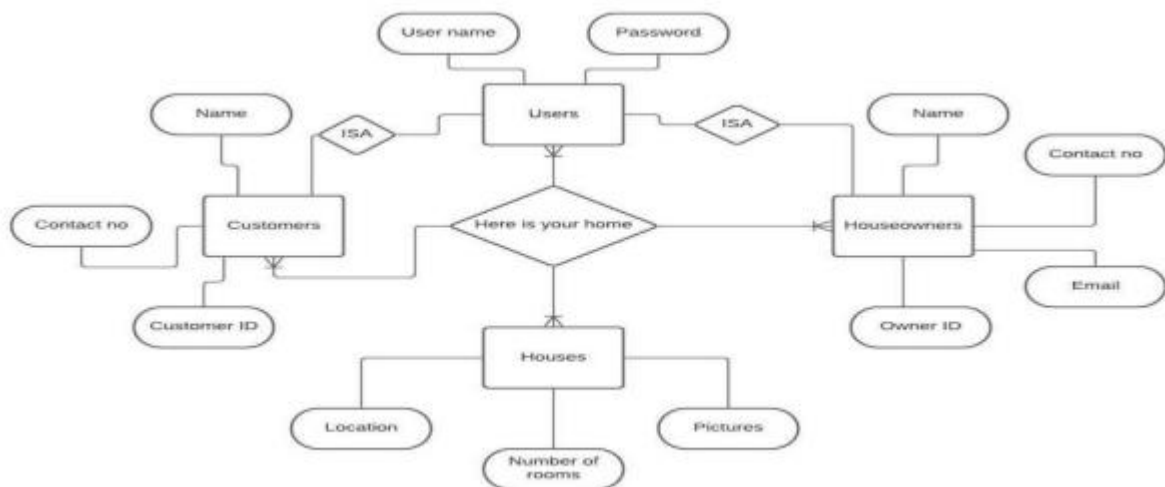 User name
Password
Name
ISA
Users
ISA
Name
Contact no
Contact no
Customers
Here is your home
Houseowners
Email
Customer ID
Houses
Owner ID
Location
Number of
rooms
Pictures